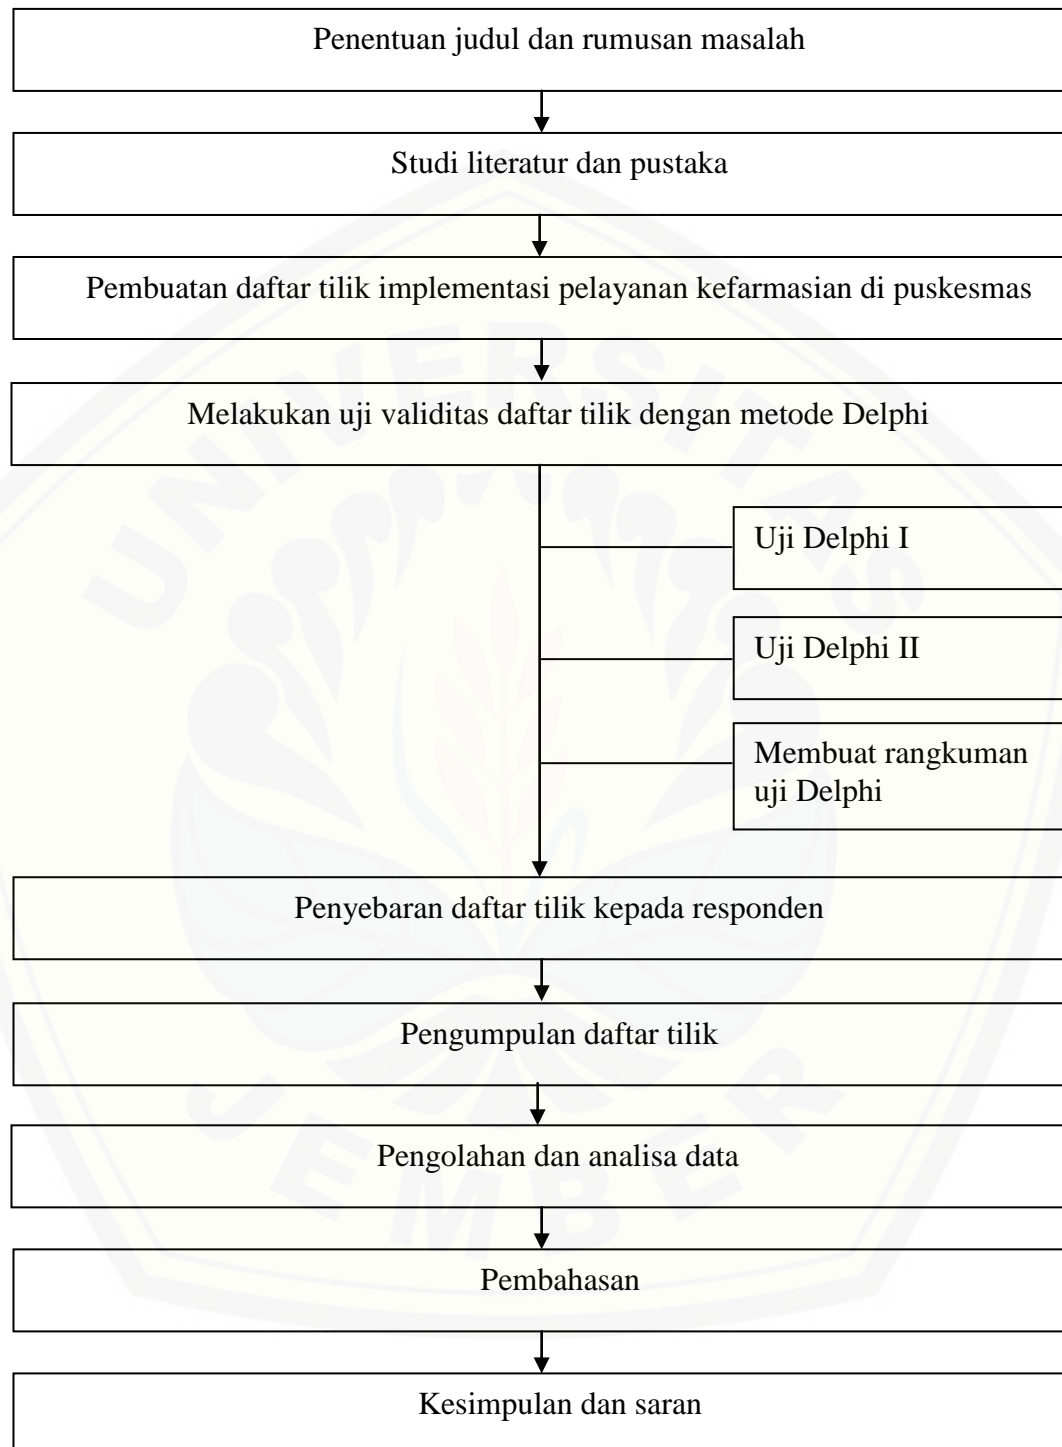 Penentuan judul dan rumusan masalah
Studi literatur dan pustaka
Pembuatan daftar tilik implementasi pelayanan kefarmasian di puskesmas
Melakukan uji validitas daftar tilik dengan metode Delphi
Uji Delphi I
Uji Delphi II
Membuat rangkuman
uji Delphi
Penyebaran daftar tilik kepada responden
Pengumpulan daftar tilik
Pengolahan dan analisa data
Pembahasan
Kesimpulan dan saran
UNIVERSITAS
JEMBER